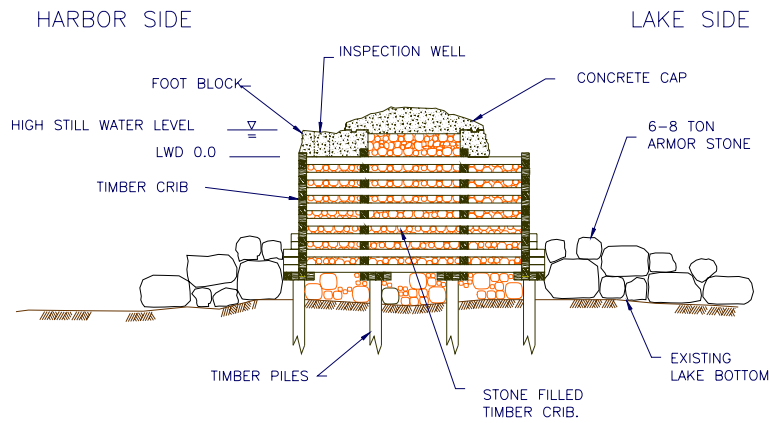 HARBOR SIDE
LAKE SIDE
INSPECTION WELL
FOOT BLOCK
CONCRETE CAP
HIGH STILL WATER LEVEL
6-8 TON
ARMOR STONE
LWD 0.0
TIMBER CRIB
EXISTING
LAKE BOTTOM
TIMBER PILES
STONE FILLED
TIMBER CRIB.